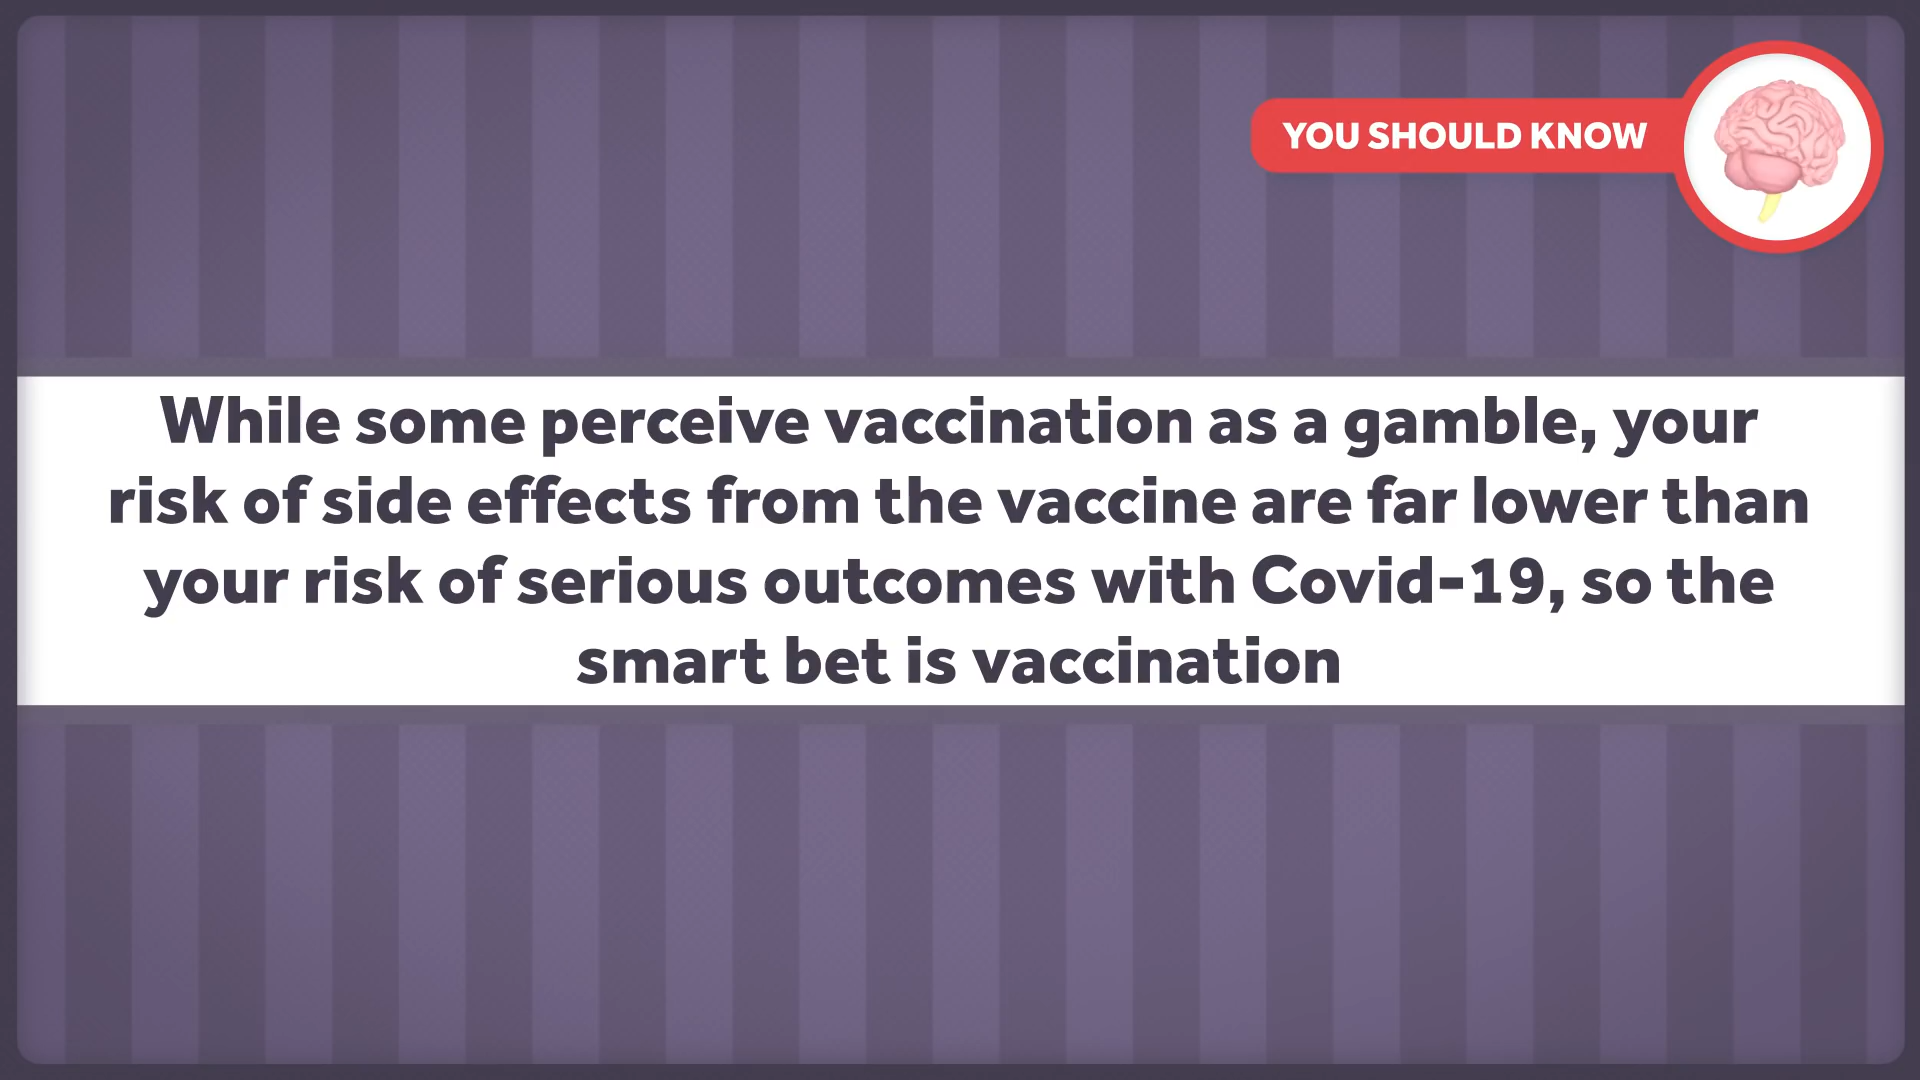 YOU SHOULD KNOW
While some perceive vaccination as a gamble, your
risk of side effects from the vaccine are far lower than
your risk of serious outcomes with Covid-19, so the
smart bet is vaccination